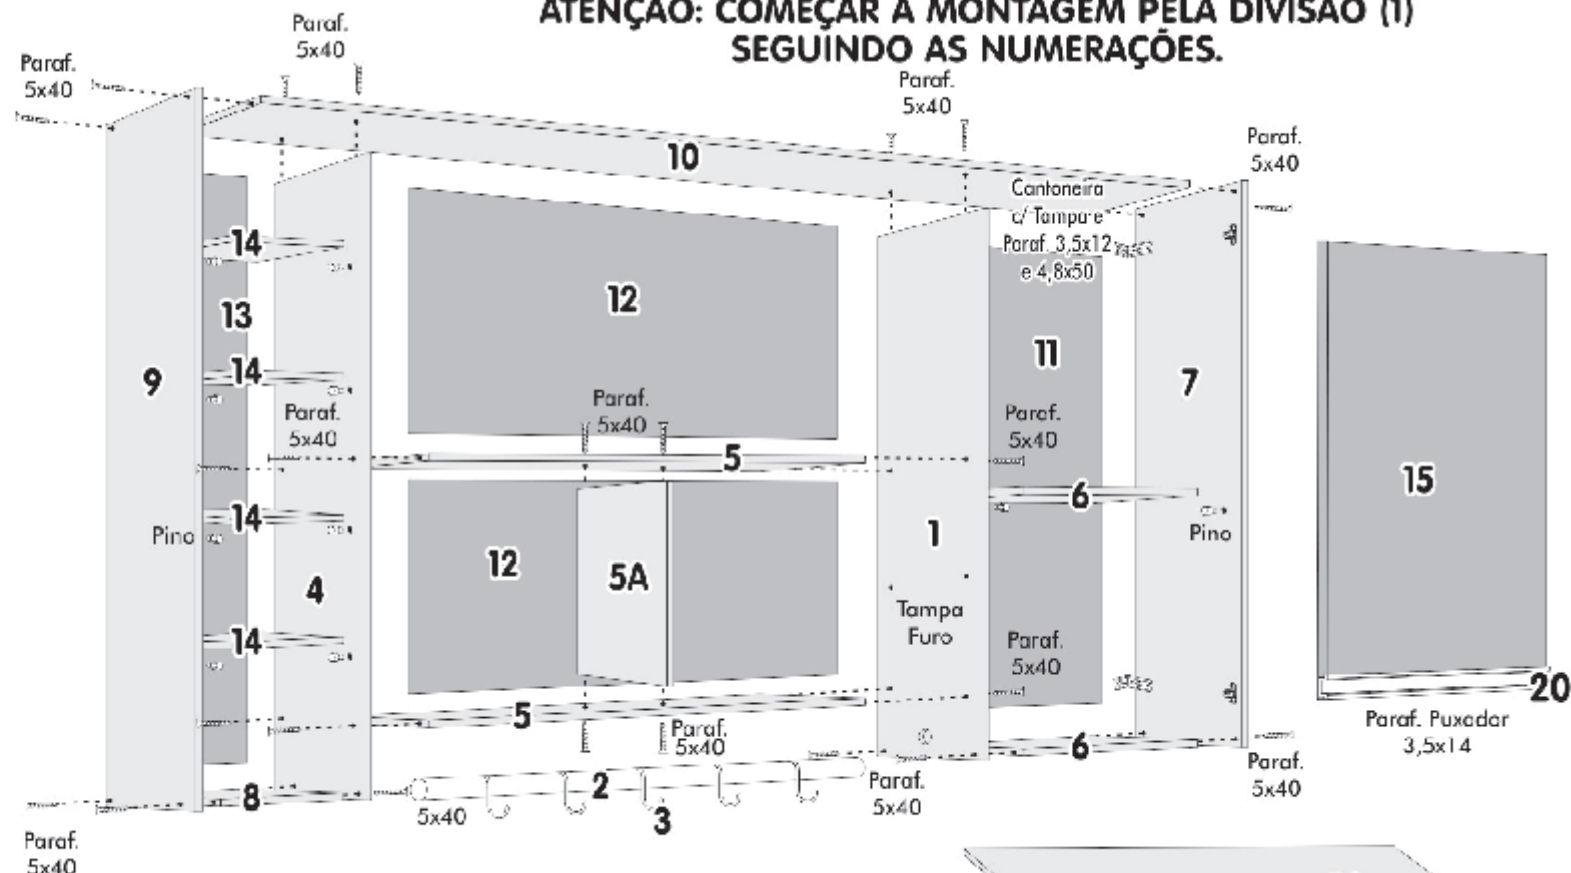 ATENÇÃO: COMEÇAR A MONTAGEM PELA DIVISÃO (1)
SEGUINDO AS NUMERAÇÕES.
Paraf.
5x40
Paraf.
5x40
Paraf.
5x40
Paraf.
5x40
10
Cantoneira
c/ Tampa e
Paraf. 3,5x12
e 4,8x50
14
13
12
11
9
14
7
Paraf.
5x40
Paraf.
5x40
Paraf.
5x40
5
15
6
14
Pino
Pino
1
12
5A
4
Tampa
Furo
14
Paraf.
5x40
5
20
Paraf. Puxador
3,5x14
Paraf.
5x40
6
Paraf.
5x40
8
2
Paraf.
5x40
5x40
3
Paraf.
5x40